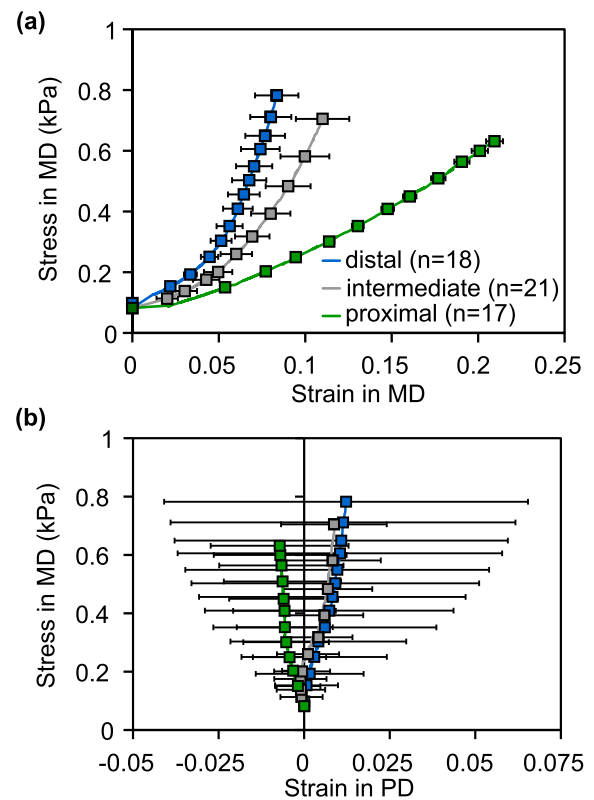 (a)
1
0.8
0.6
0.4
0.2
0
Stress in MD (kPa)
distal (n=18)
intermediate (n=21)
proximal (n=17)
0 0.05 0.1 0.15 0.2 0.25
Strain in MD
(b)
1
0.8
0.6
0.4
0.2
0
Stress in MD (kPa)
-0.05 -0.025 0 0.025 0.05 0.075
Strain in PD